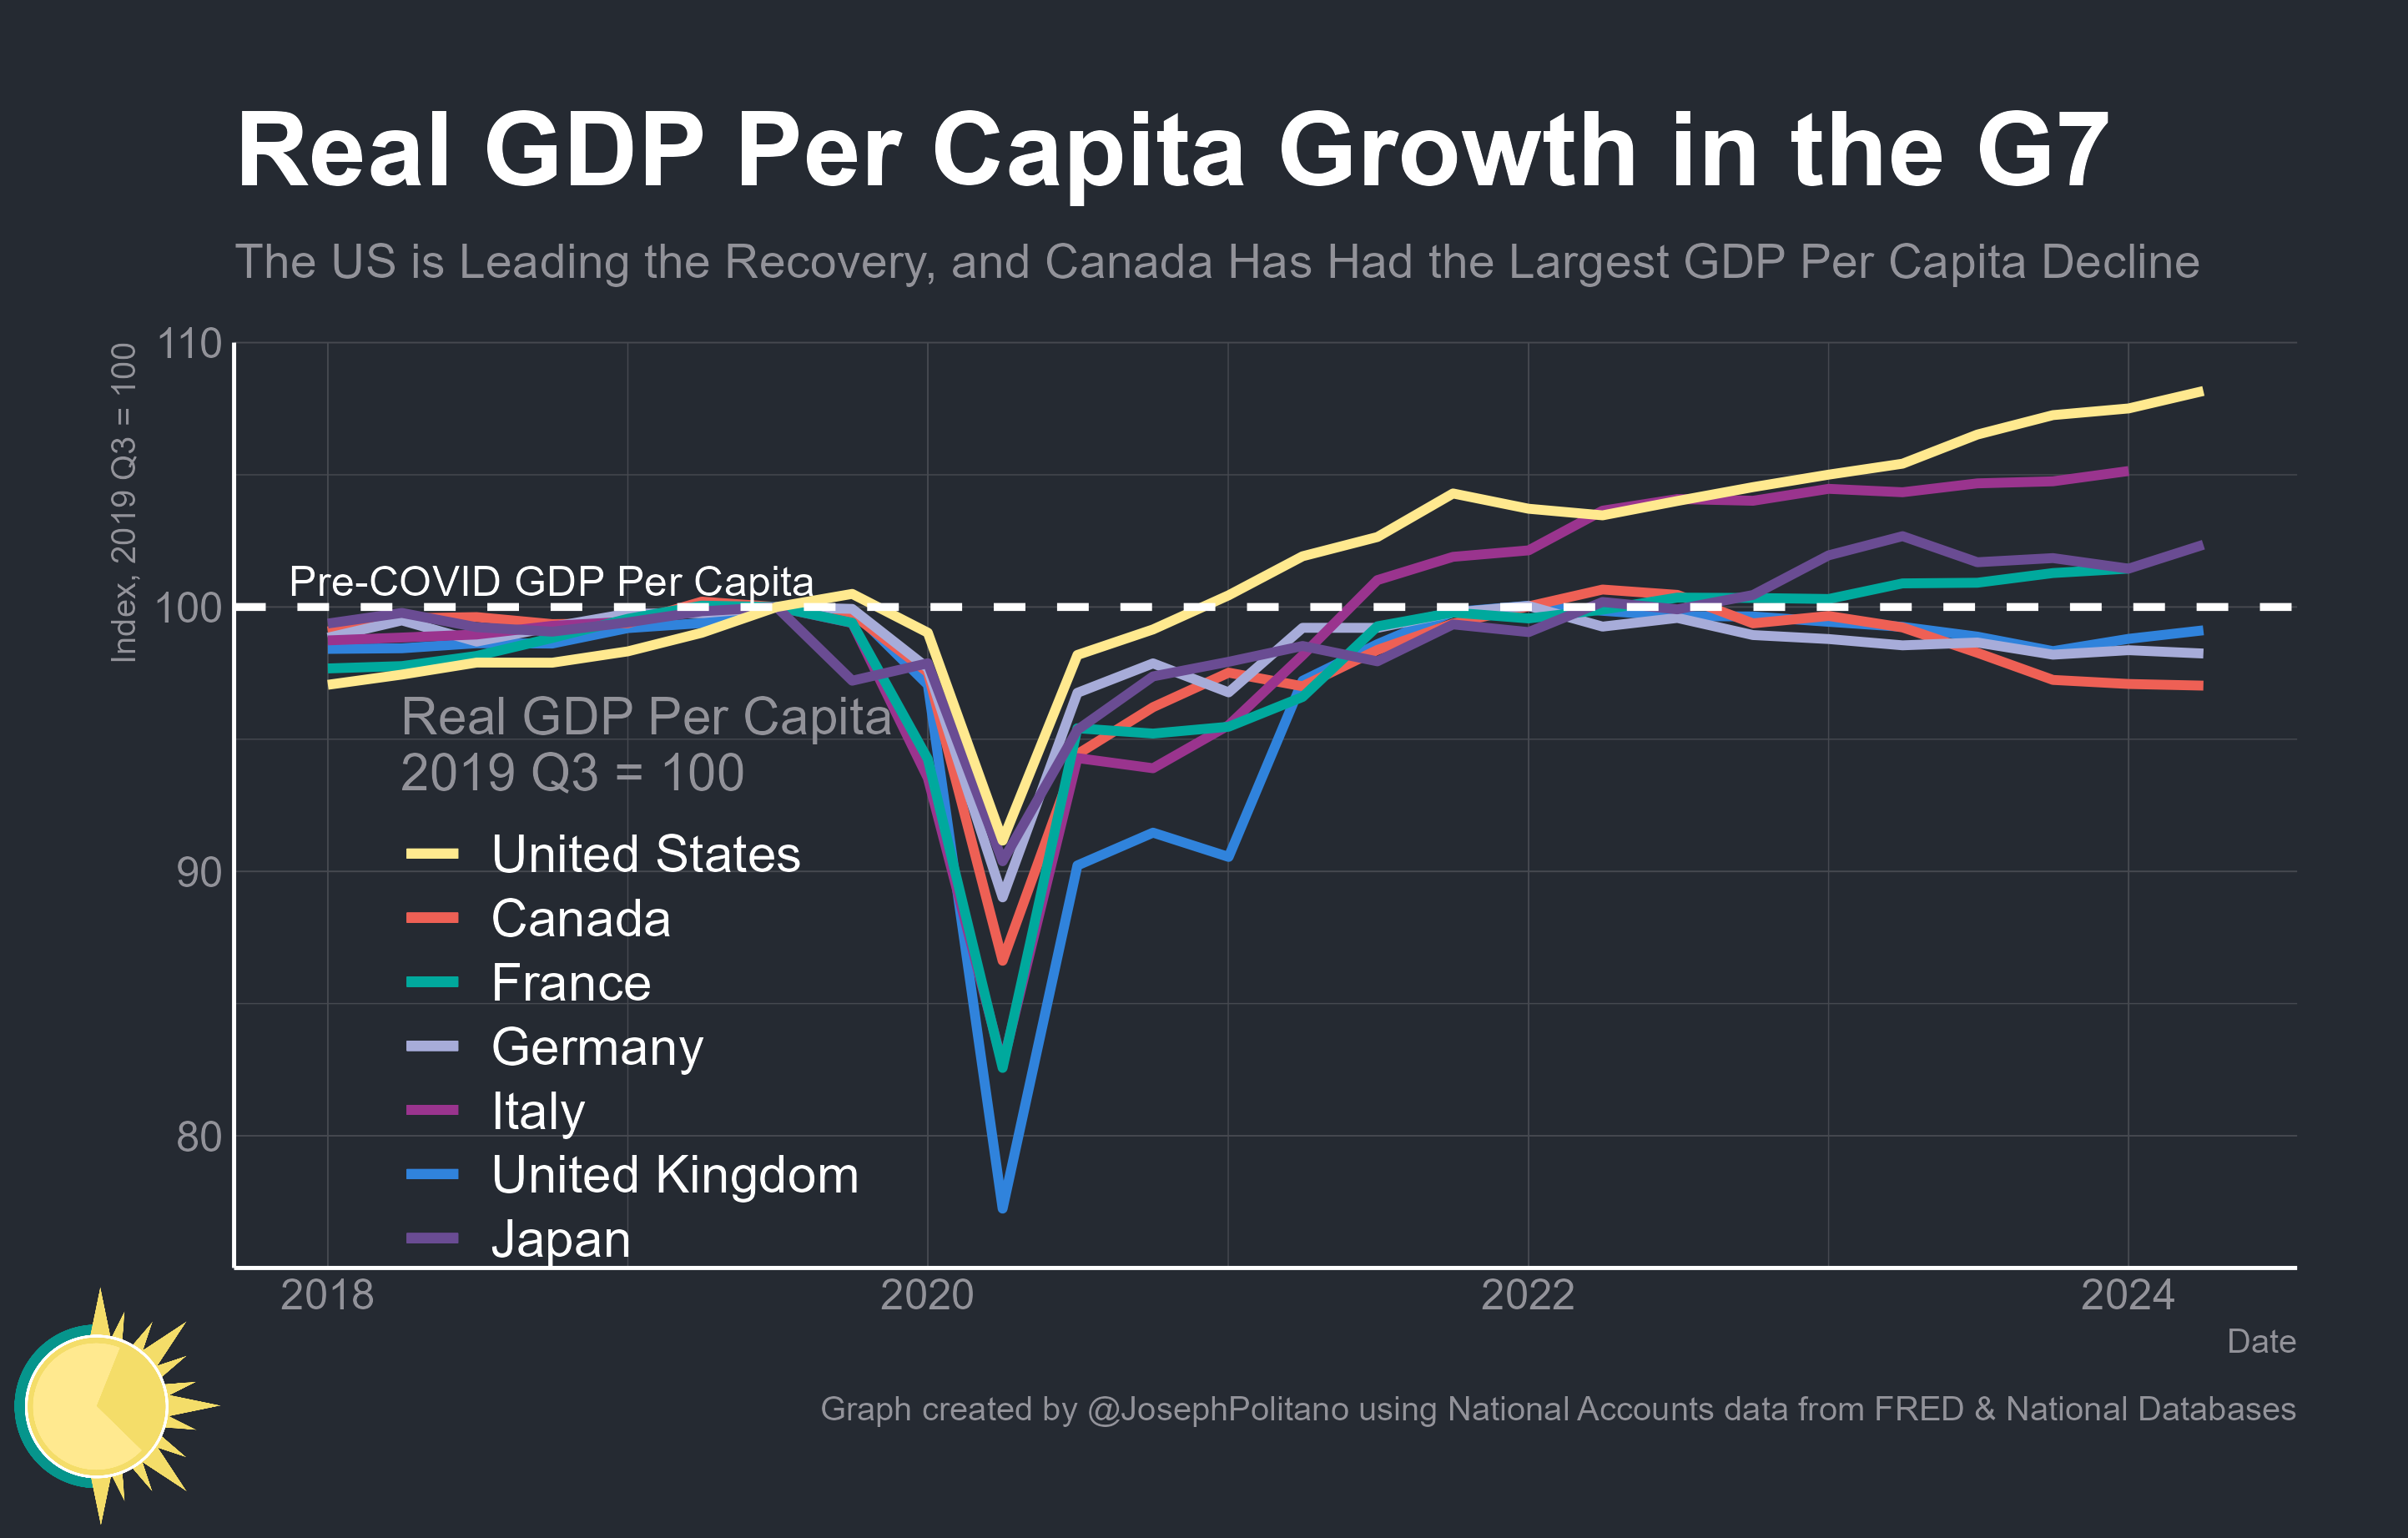 Real GDP Per Capita Growth in the G7
The US is Leading the Recovery, and Canada Has Had the Largest GDP Per Capita Decline
Index, 2019 Q3 = 100
110
100
90
80
Pre-COVID GDP Per Capita
Real GDP Per Capita
2019 Q3 = 100
United States
Canada
France
Germany
Italy
United Kingdom
Japan
2018
2020
2022
2024
Date
Graph created by @JosephPolitano using National Accounts data from FRED & National Databases